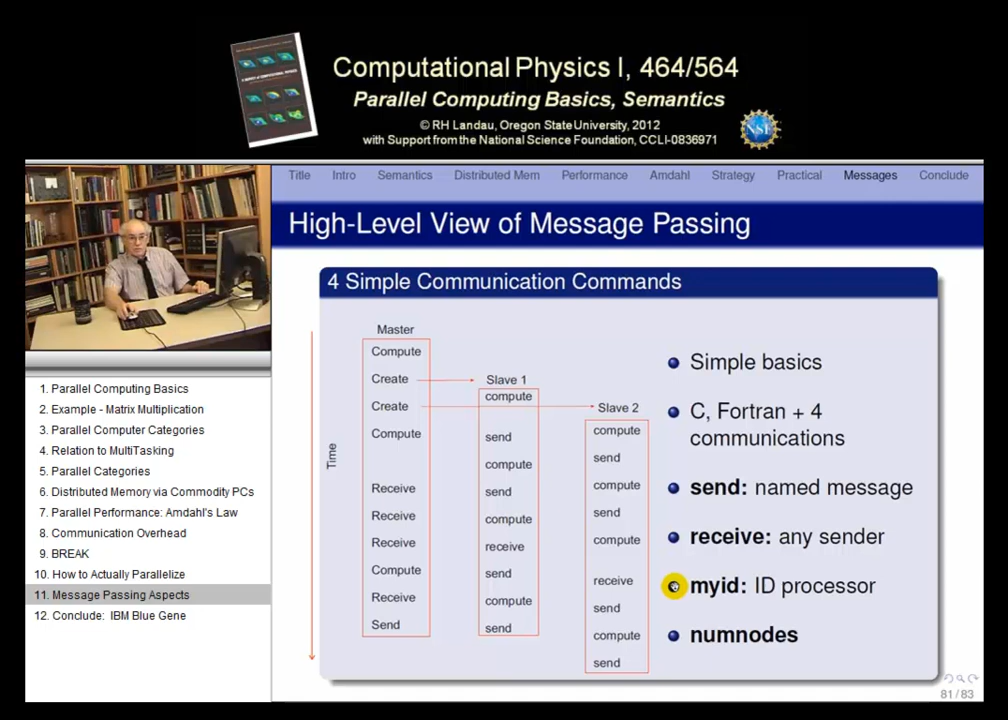 Computational Physics I, 464/564
Parallel Computing Basics, Semantics
© RH Landau, Oregon State University, 2012
with Support from the National Science Foundation, CCLI-0836971
NSF
Title Intro Semantics Distributed Mem Performance Amdahl Strategy Practical Messages Conclude
High-Level View of Message Passing
4 Simple Communication Commands
Time
Master
Compute
Create
Create
Compute
Receive
Receive
Receive
Compute
Receive
Send
Slave 1
compute
send
compute
send
compute
receive
send
compute
send
Slave 2
compute
send
compute
send
compute
receive
send
compute
send
Simple basics
C, Fortran + 4
communications
send: named message
receive: any sender
myid: ID processor
numnodes
81 / 83
1. Parallel Computing Basics
2. Example - Matrix Multiplication
3. Parallel Computer Categories
4. Relation to MultiTasking
5. Parallel Categories
6. Distributed Memory via Commodity PCs
7. Parallel Performance: Amdahl's Law
8. Communication Overhead
9. BREAK
10. How to Actually Parallelize
11. Message Passing Aspects
12. Conclude: IBM Blue Gene